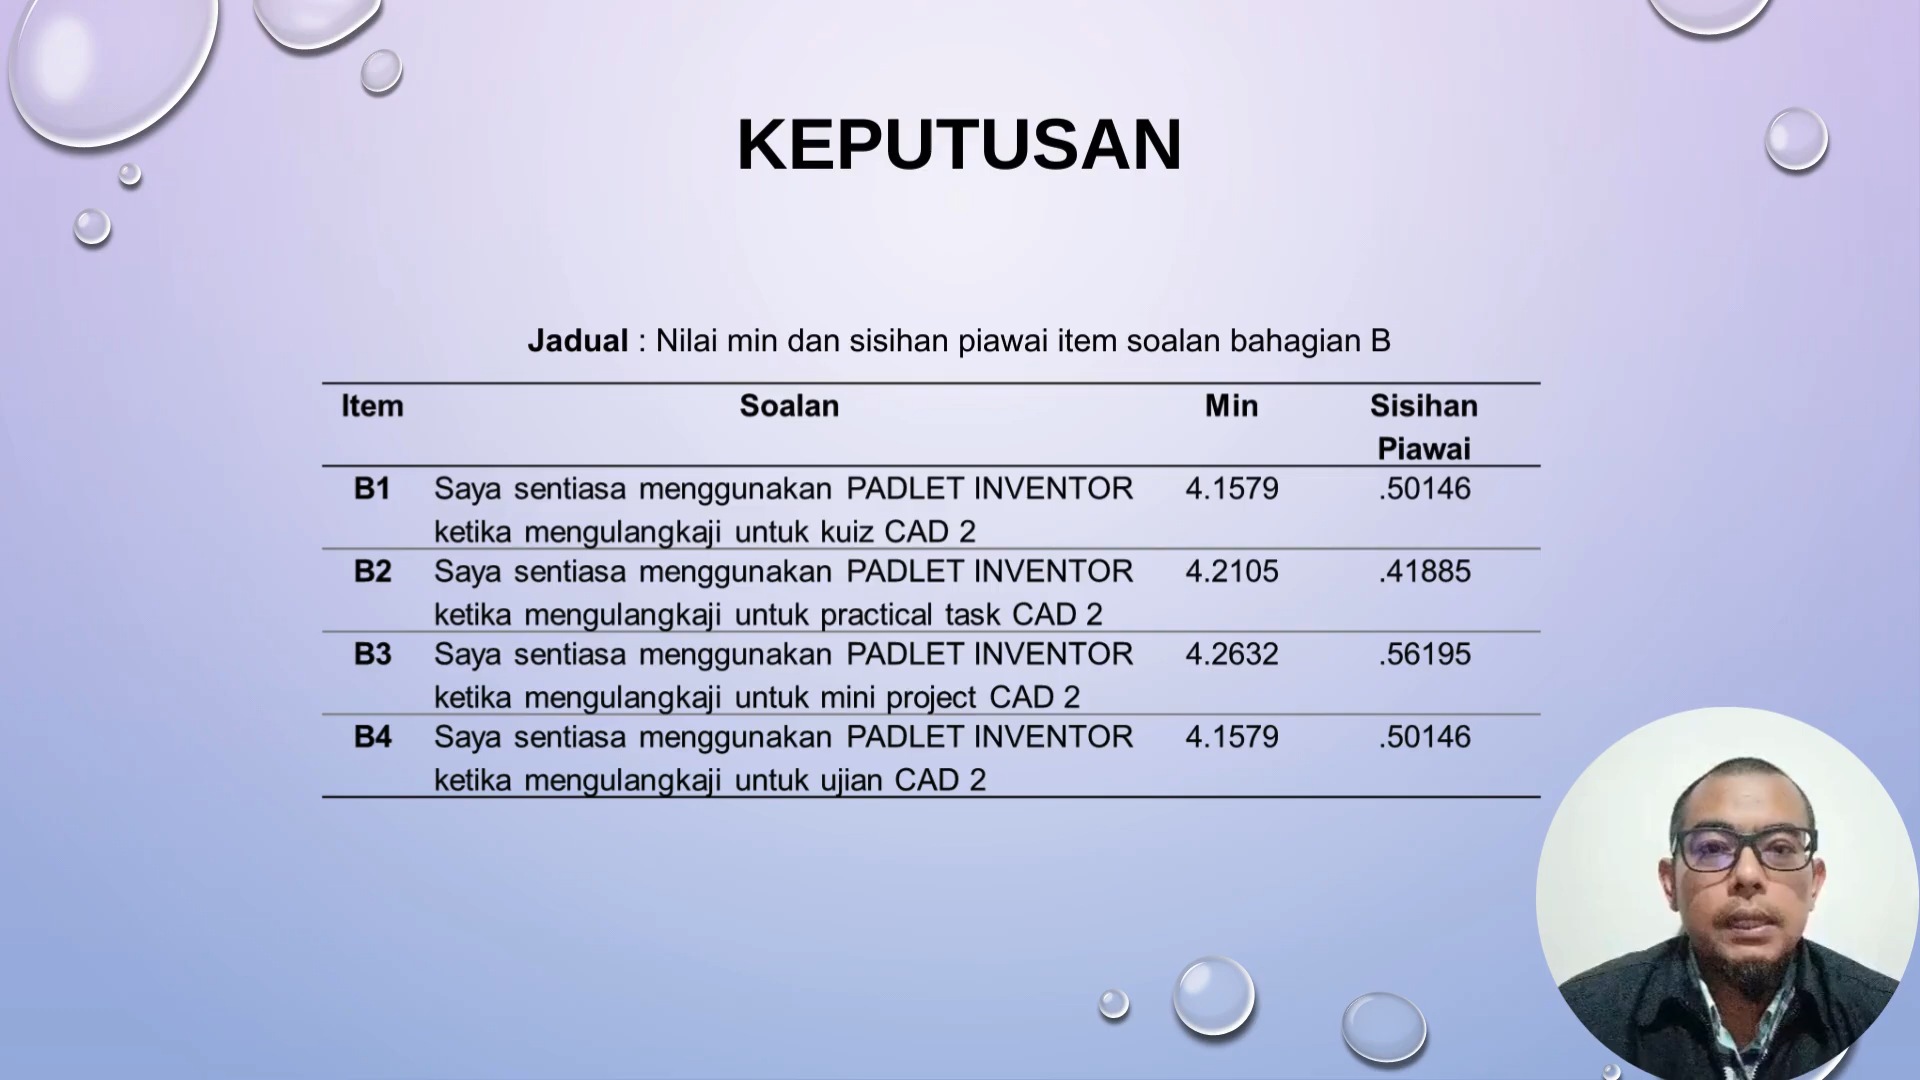 KEPUTUSAN
Jadual : Nilai min dan sisihan piawai item soalan bahagian B
Item Soalan Min Sisihan
Piawai
B1 Saya sentiasa menggunakan PADLET INVENTOR 4.1579 .50146
ketika mengulangkaji untuk kuiz CAD 2
B2 Saya sentiasa menggunakan PADLET INVENTOR 4.2105 .41885
ketika mengulangkaji untuk practical task CAD 2
B3 Saya sentiasa menggunakan PADLET INVENTOR 4.2632 .56195
ketika mengulangkaji untuk mini project CAD 2
B4 Saya sentiasa menggunakan PADLET INVENTOR 4.1579 .50146
ketika mengulangkaji untuk ujian CAD 2